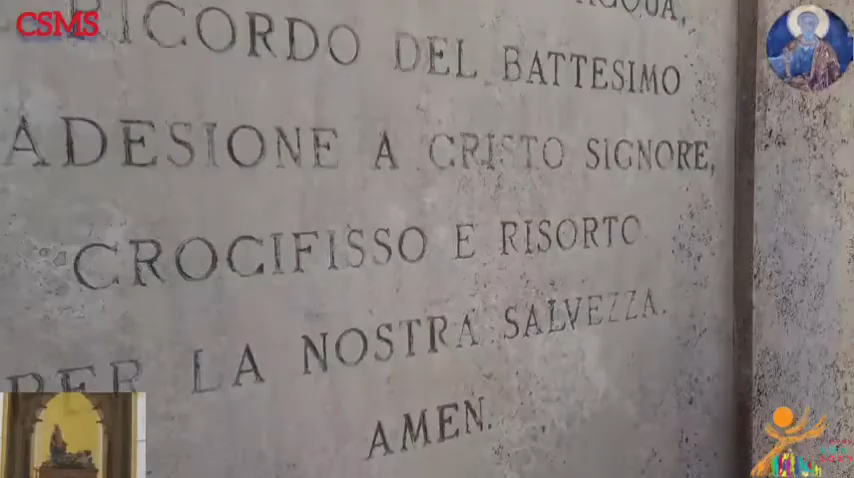 CSMS
RICORDO DEL BATTESIMO
ADESIONE A CRISTO SIGNORE,
CROCIFISSO E RISORTO
PER LA NOSTRA SALVEZZA.
AMEN.